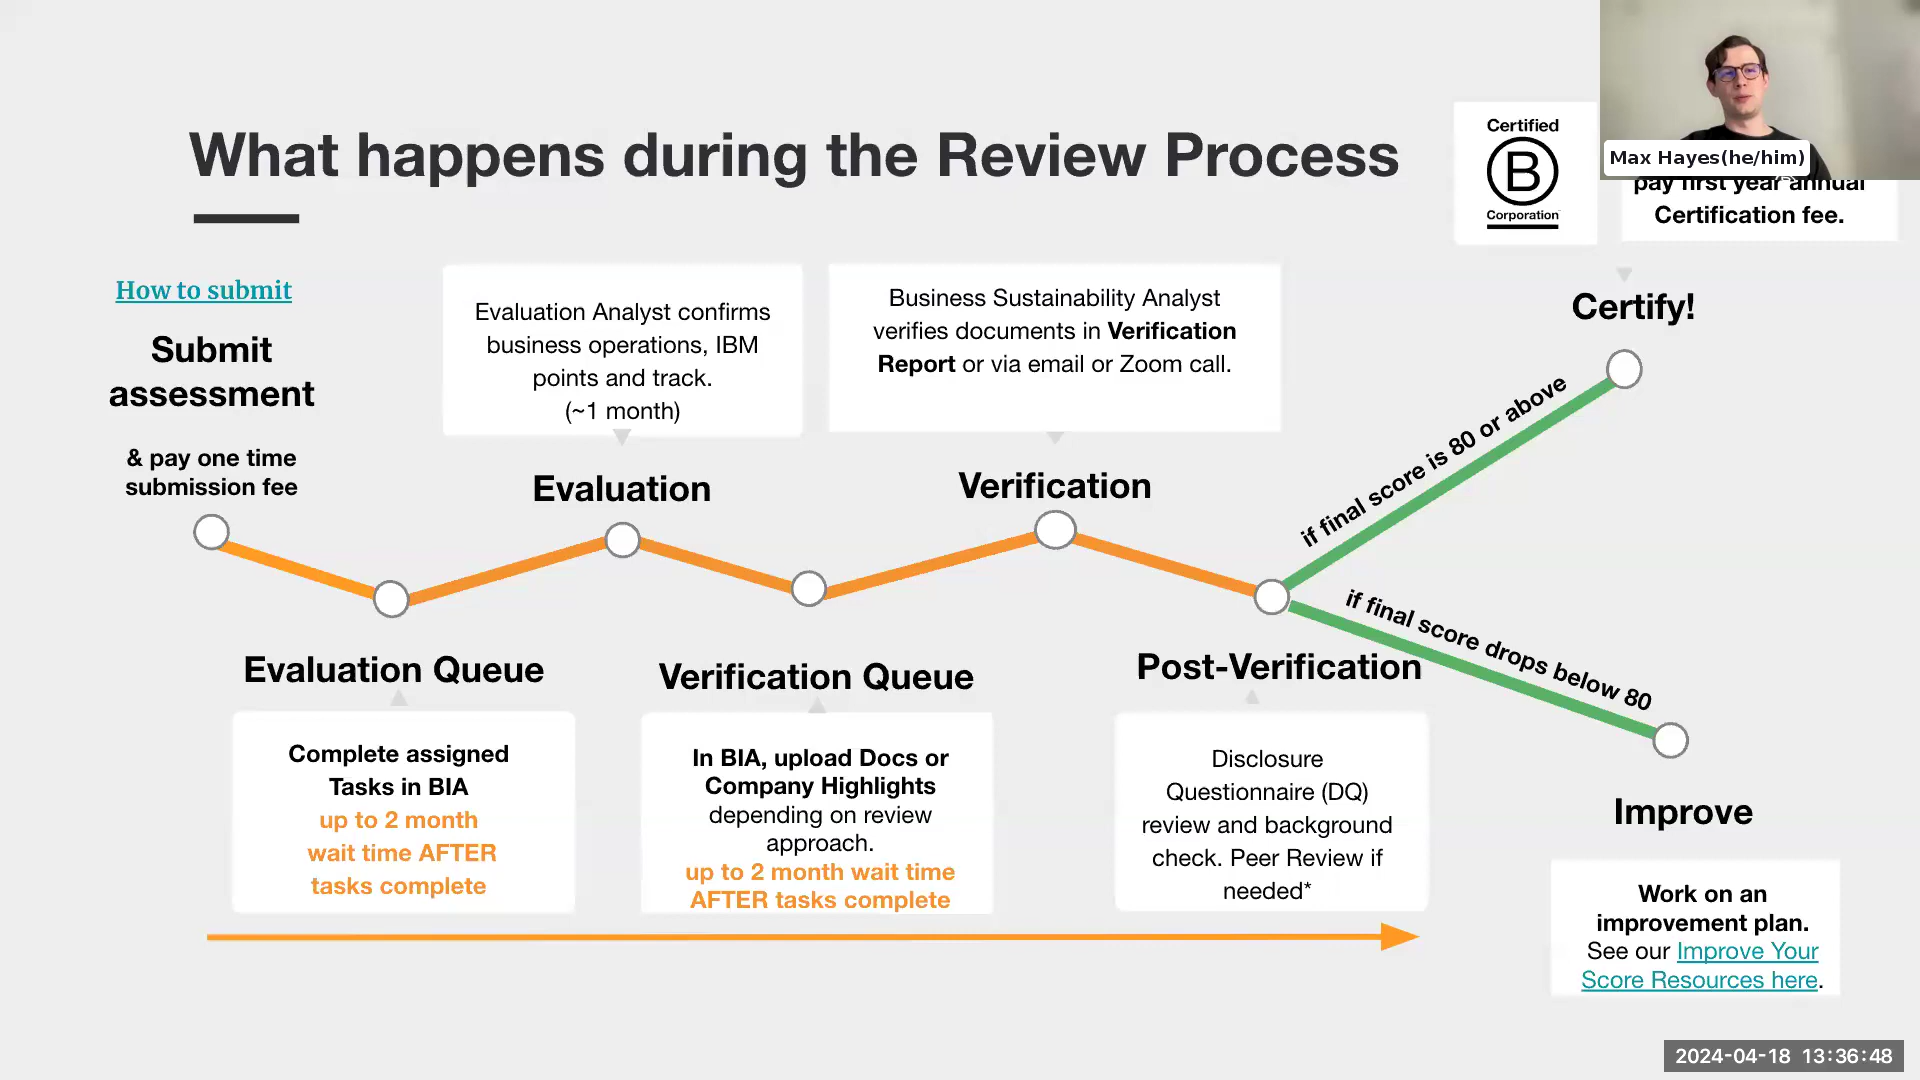 What happens during the Review Process
Certified
B
Corporation
Max Hayes(he/him)
pay first year annual
Certification fee.
How to submit
Submit
assessment
& pay one time
submission fee
Evaluation Analyst confirms
business operations, IBM
points and track.
(~1 month)
Evaluation
Business Sustainability Analyst
verifies documents in Verification
Report or via email or Zoom call.
Verification
Certify!
if final score is 80 or above
if final score drops below 80
Evaluation Queue
Complete assigned
Tasks in BIA
up to 2 month
wait time AFTER
tasks complete
Verification Queue
In BIA, upload Docs or
Company Highlights
depending on review
approach.
up to 2 month wait time
AFTER tasks complete
Post-Verification
Disclosure
Questionnaire (DQ)
review and background
check. Peer Review if
needed*
Improve
Work on an
improvement plan.
See our Improve Your
Score Resources here.
2024-04-18 13:36:48